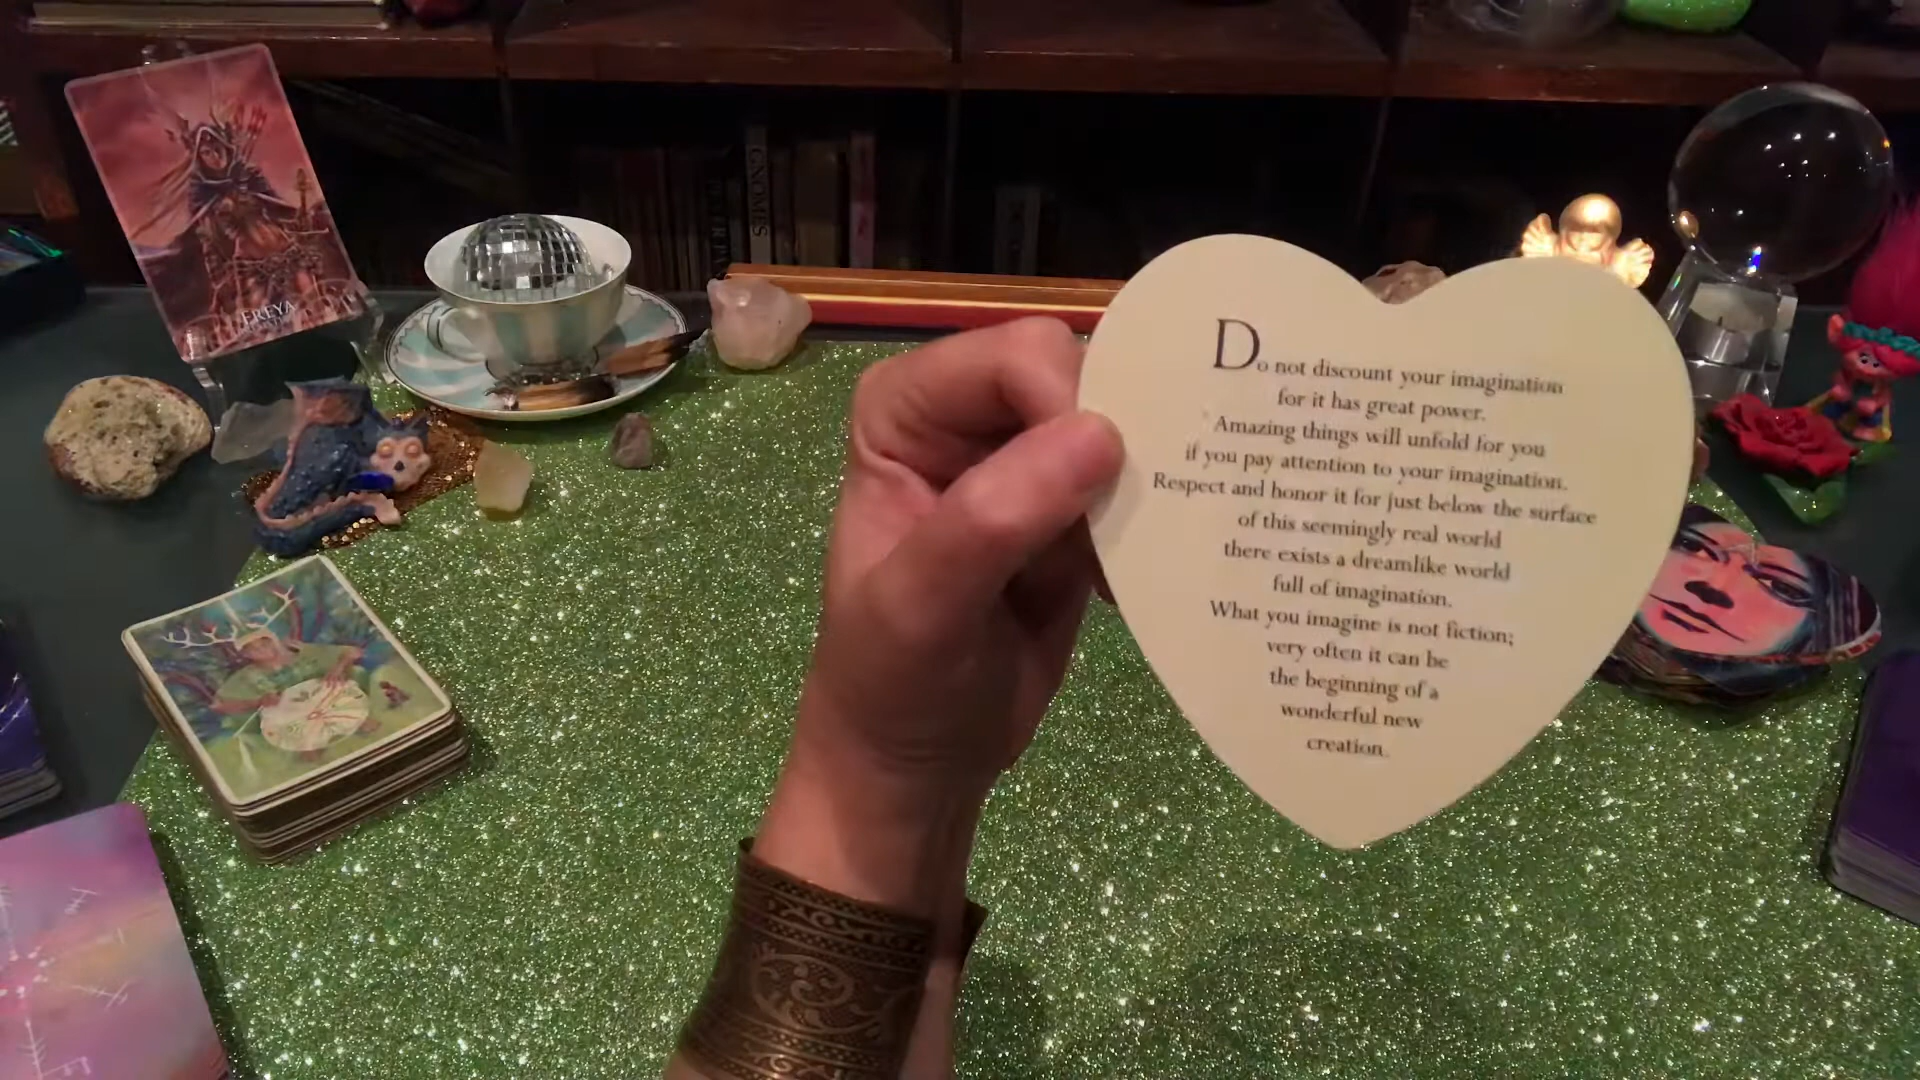 FREYA
GNOMES
Do not discount your imagination
for it has great power.
Amazing things will unfold for you
if you pay attention to your imagination.
Respect and honor it for just below the surface
of this seemingly real world
there exists a dreamlike world
full of imagination.
What you imagine is not fiction;
very often it can be
the beginning of a
wonderful new
creation.